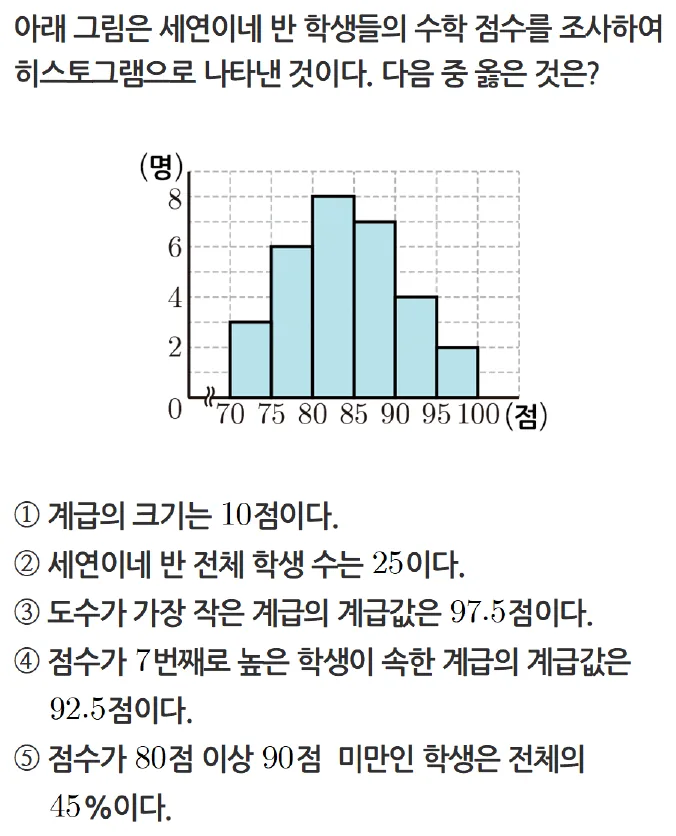 아래 그림은 세연이네 반 학생들의 수학 점수를 조사하여
히스토그램으로 나타낸 것이다. 다음 중 옳은 것은?
(명)
8
6
4
2
0
70 75 80 85 90 95 100 (점)
① 계급의 크기는 10점이다.
② 세연이네 반 전체 학생 수는 25이다.
③ 도수가 가장 작은 계급의 계급값은 97.5점이다.
④ 점수가 7번째로 높은 학생이 속한 계급의 계급값은
92.5점이다.
⑤ 점수가 80점 이상 90점 미만인 학생은 전체의
45%이다.